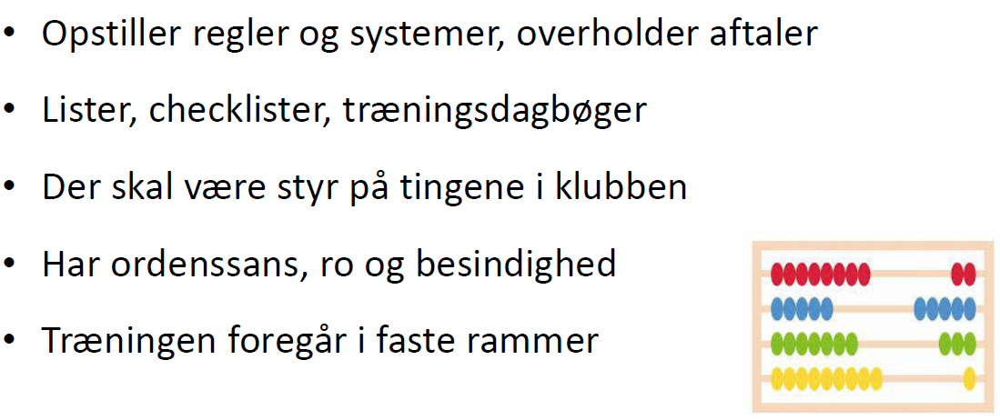 • Opstiller regler og systemer, overholder aftaler
• Lister, checklister, træningsdagbøger
• Der skal være styr på tingene i klubben
• Har ordenssans, ro og besindighed
• Træningen foregår i faste rammer